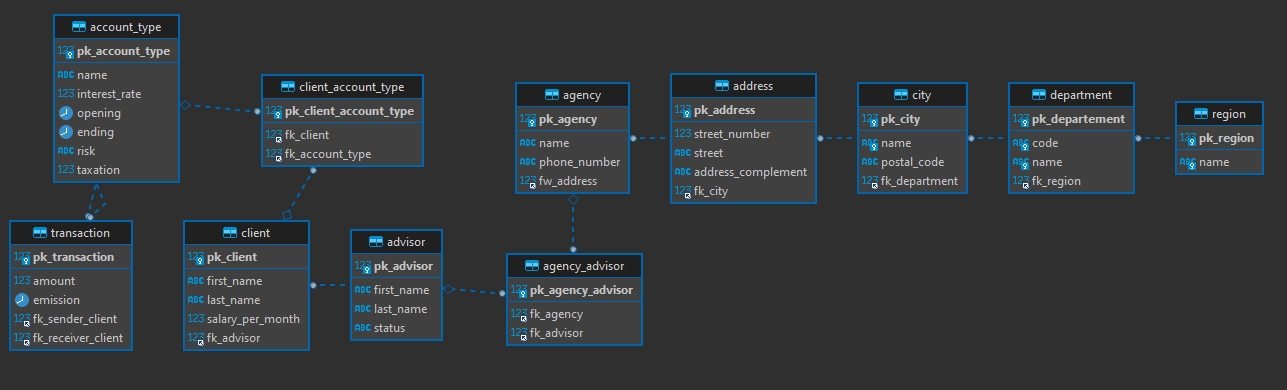 account_type
123 pk_account_type
ABC name
123 interest_rate
opening
ending
ABC risk
123 taxation
client_account_type
123 pk_client_account_type
123 fk_client
123 fk_account_type
agency
123 pk_agency
ABC name
ABC phone_number
123 fw_address
address
123 pk_address
123 street_number
ABC street
ABC address_complement
123 fk_city
city
123 pk_city
ABC name
ABC postal_code
123 fk_department
department
123 pk_departement
ABC code
ABC name
123 fk_region
region
123 pk_region
ABC name
transaction
123 pk_transaction
123 amount
emission
123 fk_sender_client
123 fk_receiver_client
client
123 pk_client
ABC first_name
ABC last_name
123 salary_per_month
123 fk_advisor
advisor
123 pk_advisor
ABC first_name
ABC last_name
ABC status
agency_advisor
123 pk_agency_advisor
123 fk_agency
123 fk_advisor